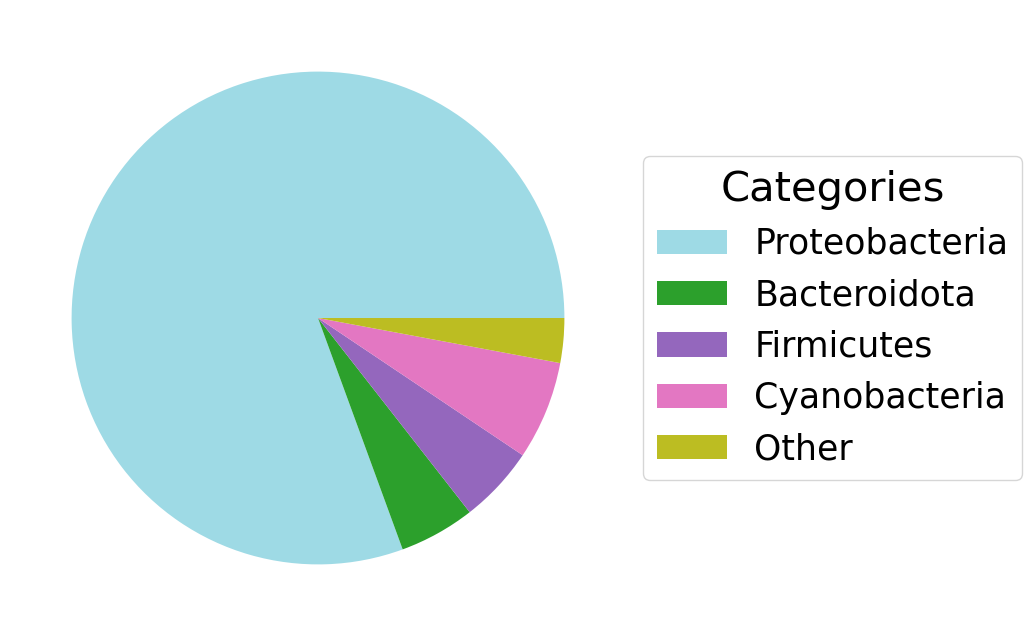 Categories
Proteobacteria
Bacteroidota
Firmicutes
Cyanobacteria
Other